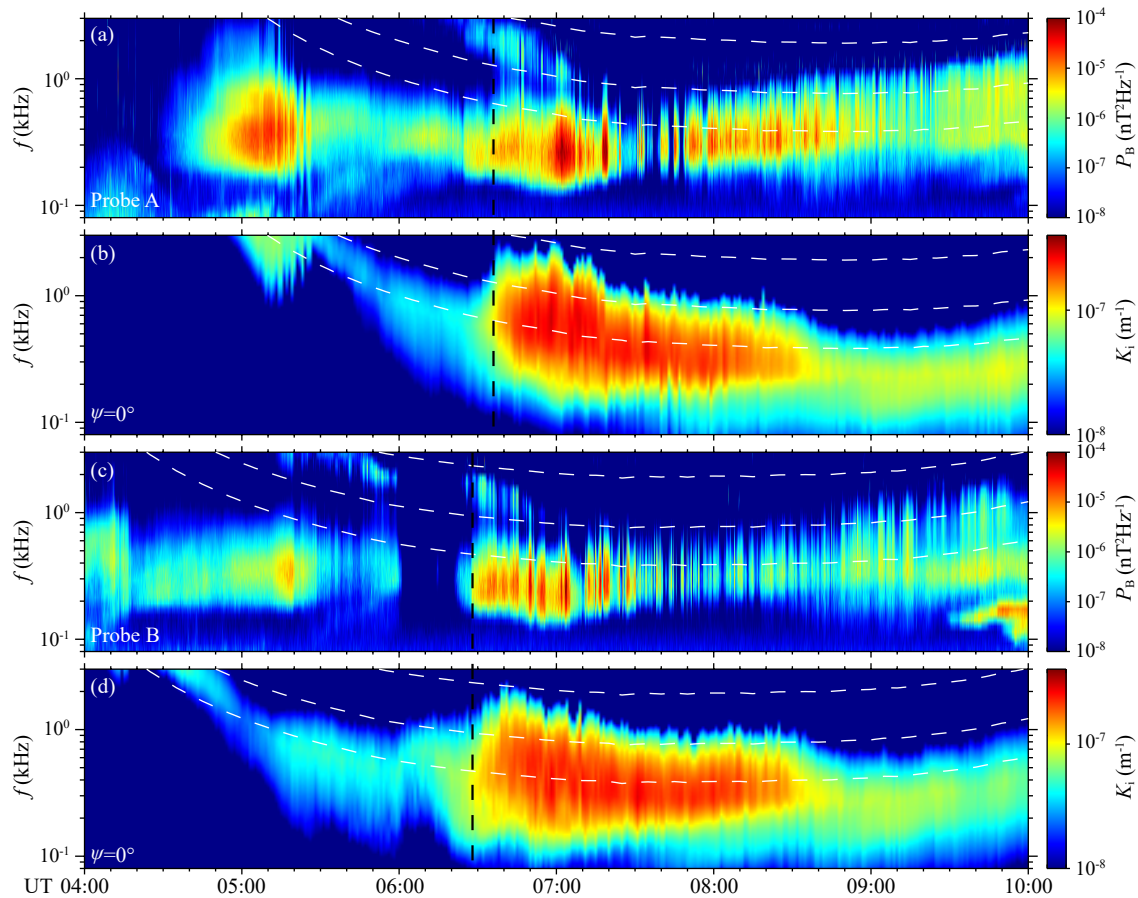 (a)
f (kHz)
10⁰
10⁻¹
Probe A
10⁻⁴
10⁻⁵
10⁻⁶
10⁻⁷
10⁻⁸
P_B (nT²Hz⁻¹)
(b)
f (kHz)
10⁰
10⁻¹
ψ=0°
10⁻⁷
10⁻⁸
K_i (m⁻¹)
(c)
f (kHz)
10⁰
10⁻¹
Probe B
10⁻⁴
10⁻⁵
10⁻⁶
10⁻⁷
10⁻⁸
P_B (nT²Hz⁻¹)
(d)
f (kHz)
10⁰
10⁻¹
ψ=0°
10⁻⁷
10⁻⁸
K_i (m⁻¹)
UT 04:00 05:00 06:00 07:00 08:00 09:00 10:00